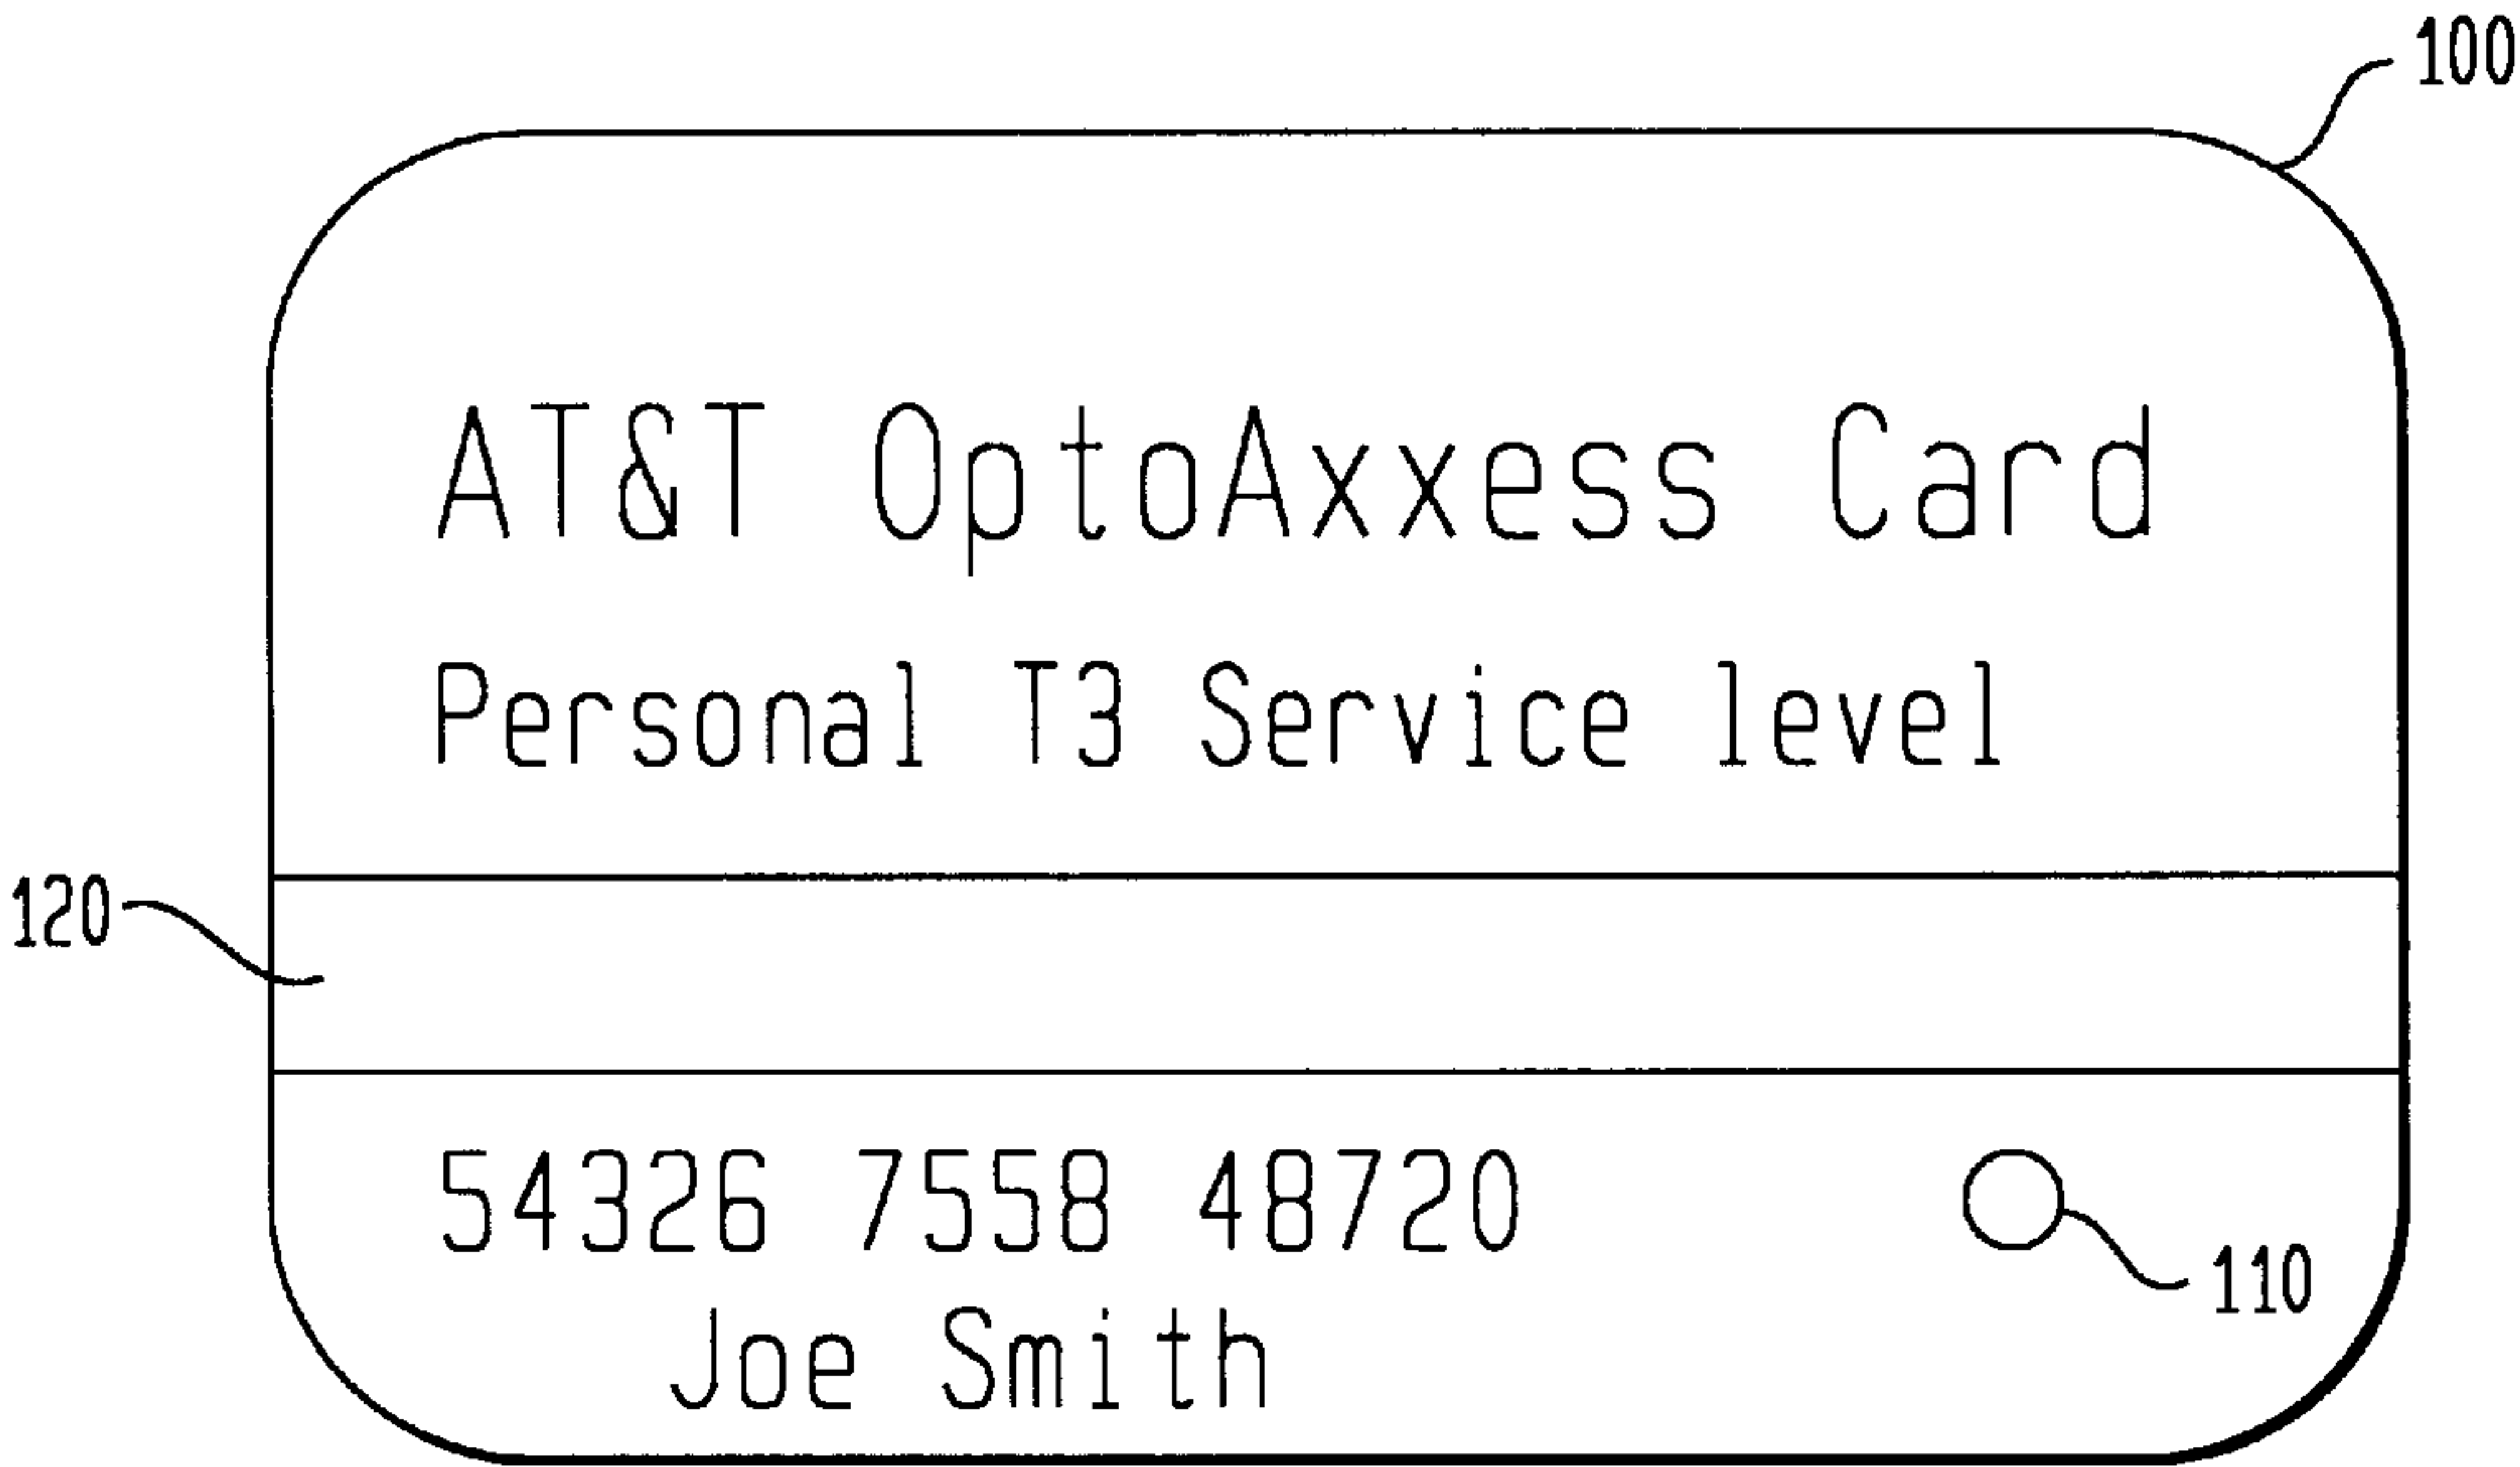 100
AT&T OptoAxxess Card
Personal T3 Service level
120
54326 7558 48720
110
Joe Smith